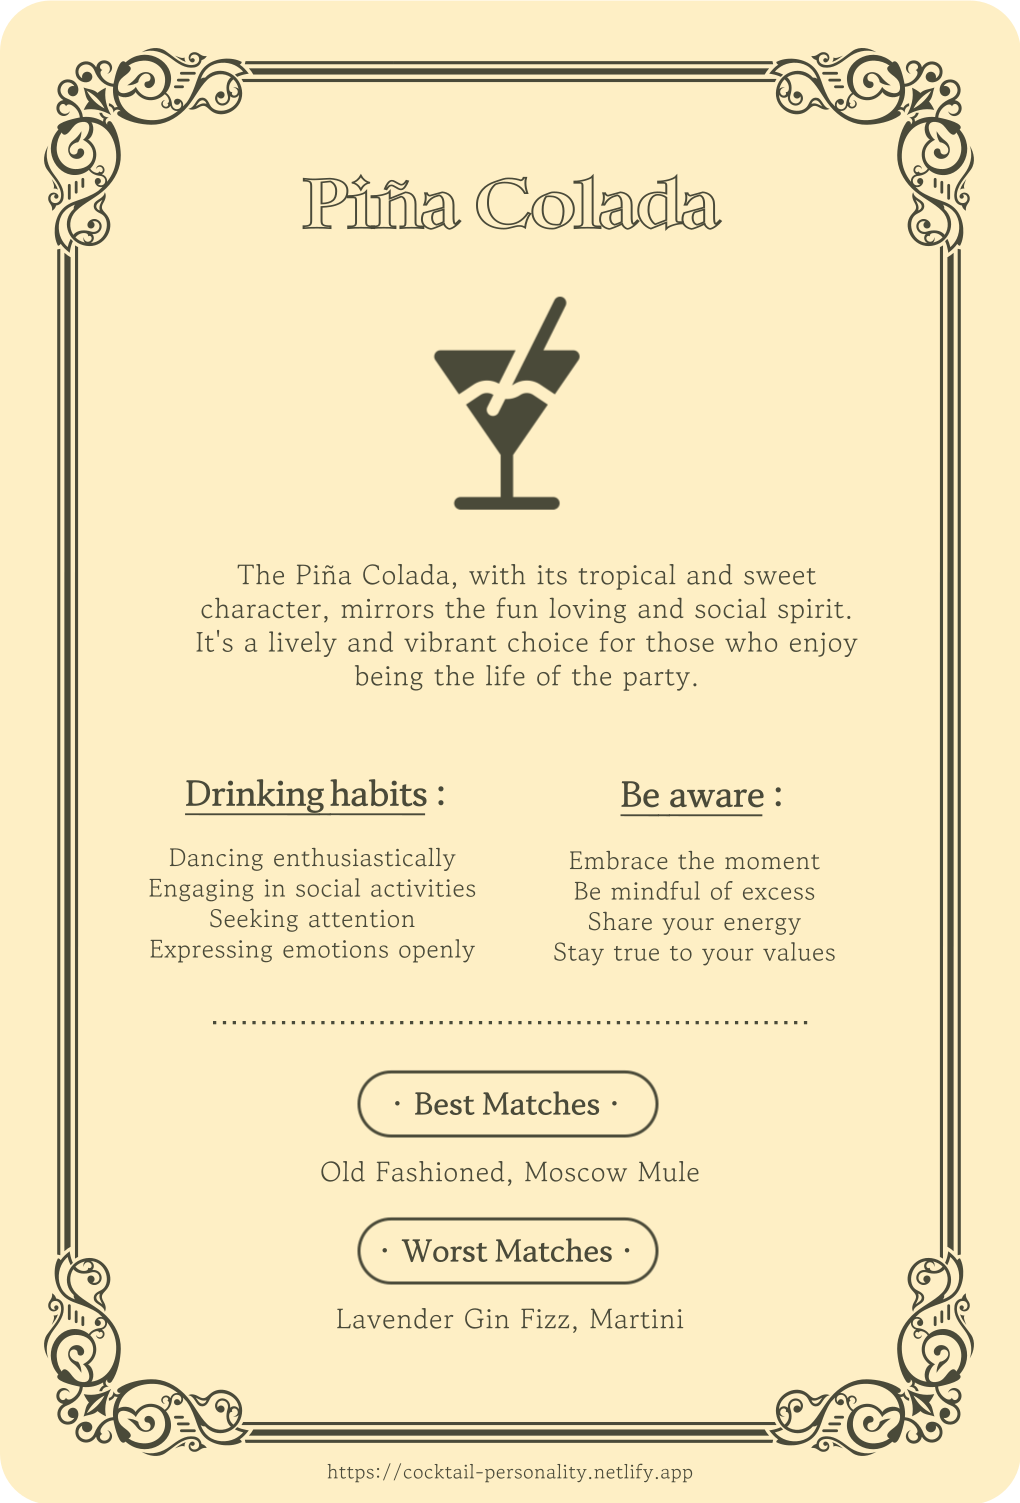 Piña Colada
The Piña Colada, with its tropical and sweet
character, mirrors the fun loving and social spirit.
It's a lively and vibrant choice for those who enjoy
being the life of the party.
Drinking habits :
Dancing enthusiastically
Engaging in social activities
Seeking attention
Expressing emotions openly
Be aware :
Embrace the moment
Be mindful of excess
Share your energy
Stay true to your values
· Best Matches ·
Old Fashioned, Moscow Mule
· Worst Matches ·
Lavender Gin Fizz, Martini
https://cocktail-personality.netlify.app